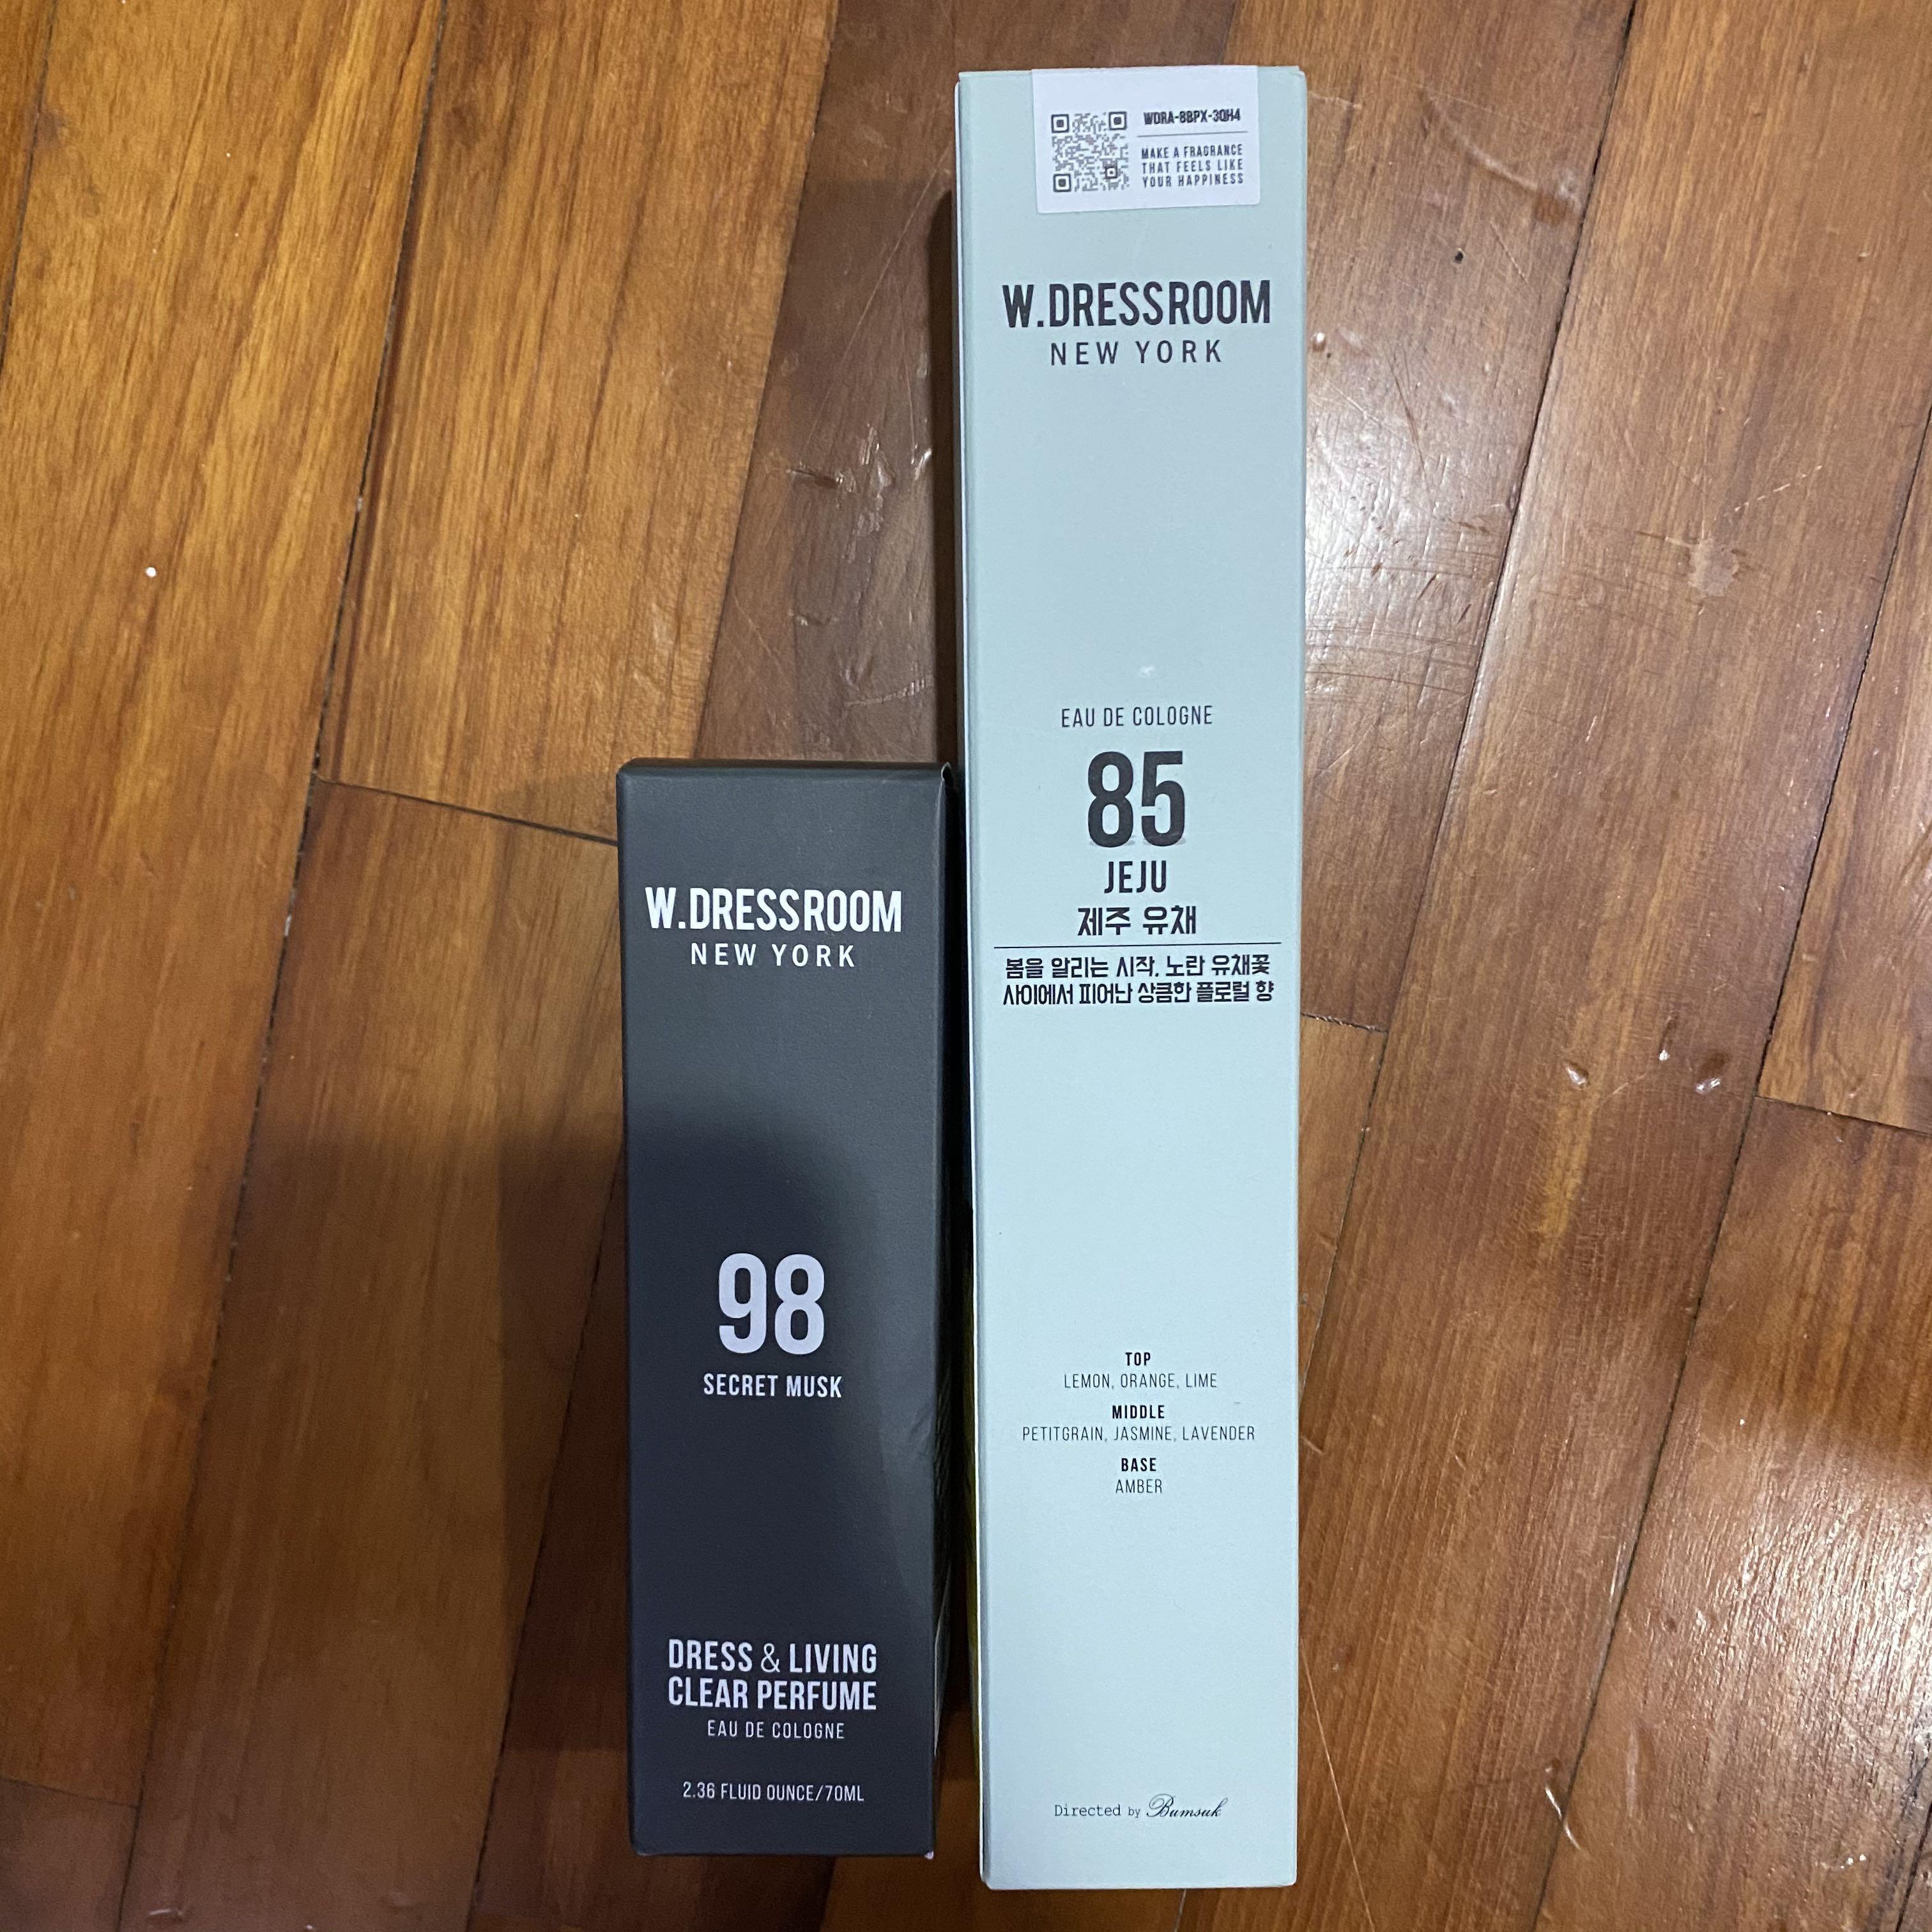 W.DRESSROOM
NEW YORK
98
SECRET MUSK
DRESS & LIVING
CLEAR PERFUME
EAU DE COLOGNE
2.36 FLUID OUNCE/70ML
WDRA-8BPX-3QH4
MAKE A FRAGRANCE
THAT FEELS LIKE
YOUR HAPPINESS
W.DRESSROOM
NEW YORK
EAU DE COLOGNE
85
JEJU
제주 유채
봄을 알리는 시작, 노란 유채꽃
사이에서 피어난 상큼한 플로럴 향
TOP
LEMON, ORANGE, LIME
MIDDLE
PETITGRAIN, JASMINE, LAVENDER
BASE
AMBER
Directed by Bumsuk